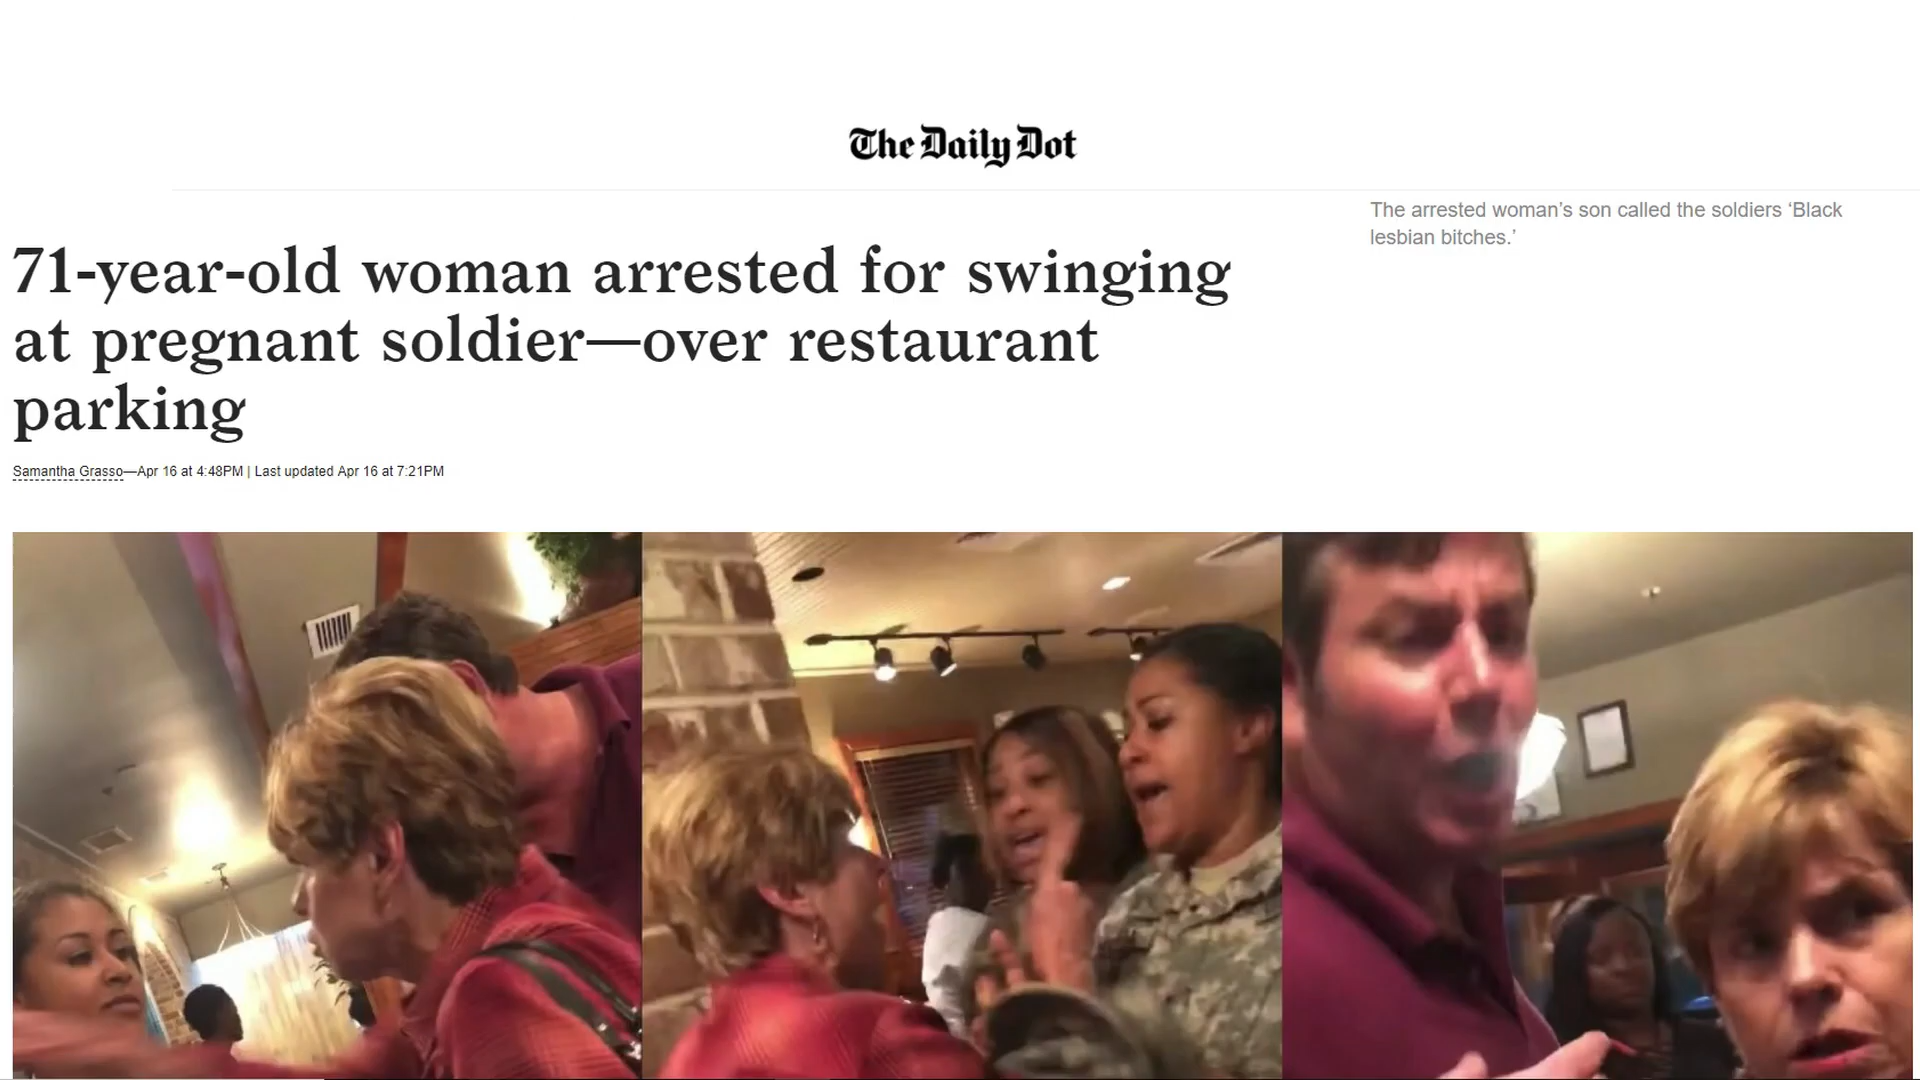 The Daily Dot
The arrested woman’s son called the soldiers ‘Black
lesbian bitches.’
71-year-old woman arrested for swinging
at pregnant soldier—over restaurant
parking
Samantha Grasso—Apr 16 at 4:48PM | Last updated Apr 16 at 7:21PM